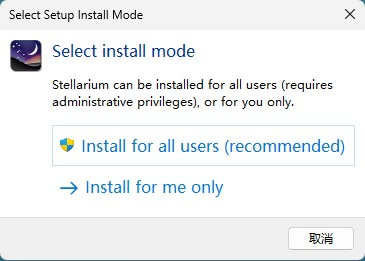 Select Setup Install Mode
Select install mode
Stellarium can be installed for all users (requires
administrative privileges), or for you only.
Install for all users (recommended)
Install for me only
取消